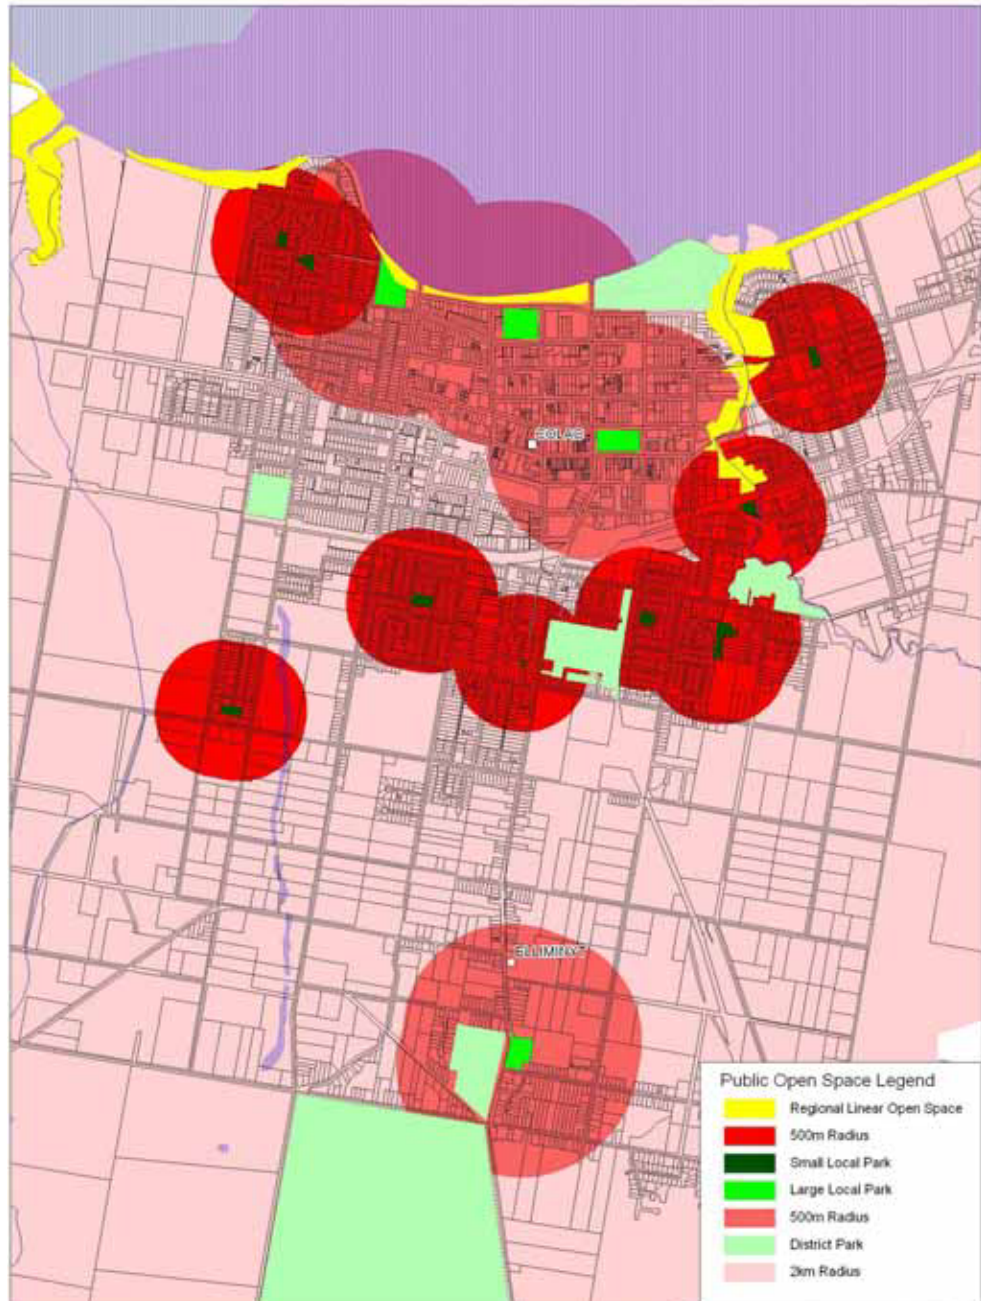 COLAC
ELLIMINYT
Public Open Space Legend
Regional Linear Open Space
500m Radius
Small Local Park
Large Local Park
500m Radius
District Park
2km Radius